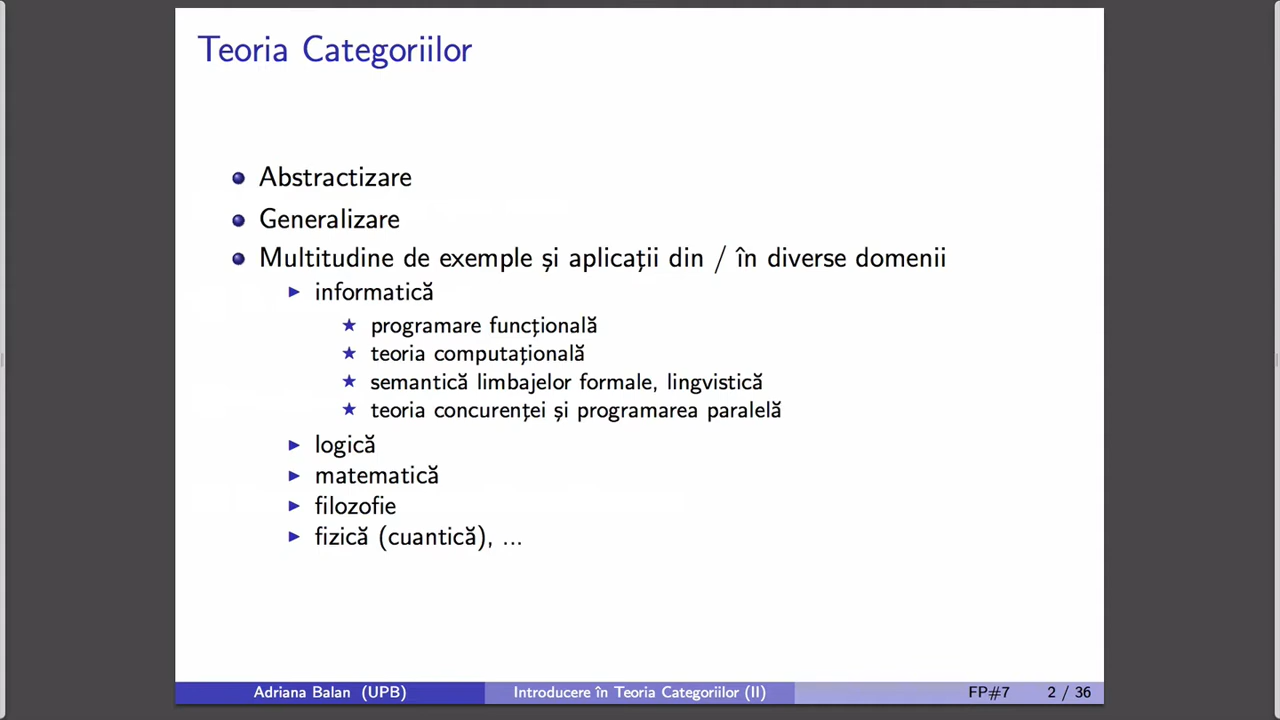 Teoria Categoriilor
Abstractizare
Generalizare
Multitudine de exemple și aplicații din / în diverse domenii
informatică
programare funcțională
teoria computațională
semantică limbajelor formale, lingvistică
teoria concurenței și programarea paralelă
logică
matematică
filozofie
fizică (cuantică), ...
Adriana Balan (UPB) Introducere în Teoria Categoriilor (II) FP#7 2 / 36